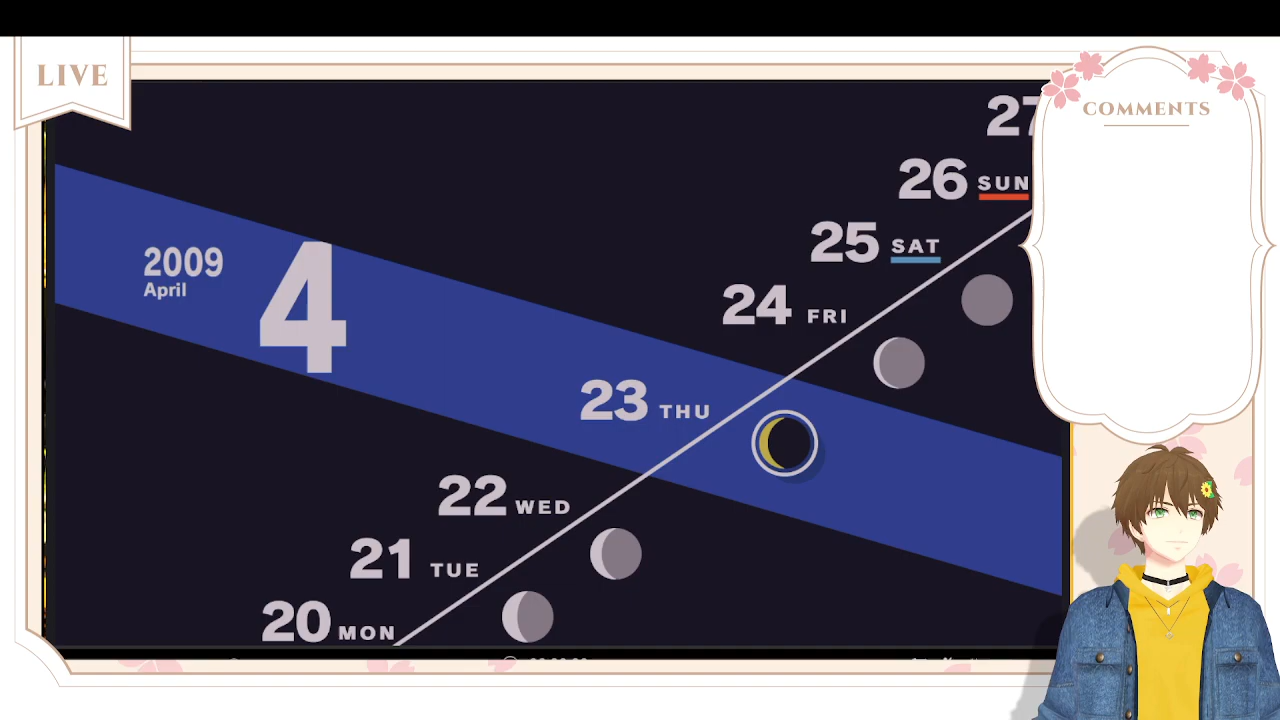 LIVE
COMMENTS
2009
April
4
27
26 SUN
25 SAT
24 FRI
23 THU
22 WED
21 TUE
20 MON